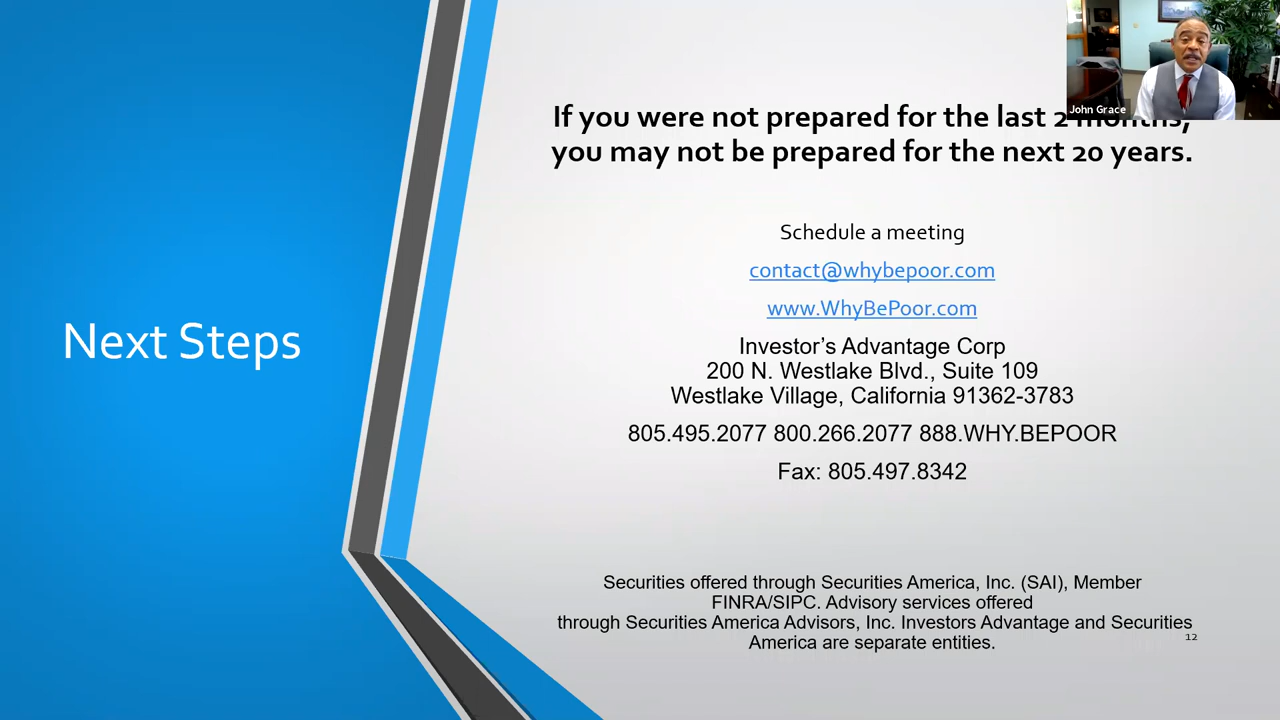 John Grace
If you were not prepared for the last 2 months,
you may not be prepared for the next 20 years.
Schedule a meeting
contact@whybepoor.com
www.WhyBePoor.com
Next Steps
Investor’s Advantage Corp
200 N. Westlake Blvd., Suite 109
Westlake Village, California 91362-3783
805.495.2077 800.266.2077 888.WHY.BEPOOR
Fax: 805.497.8342
Securities offered through Securities America, Inc. (SAI), Member
FINRA/SIPC. Advisory services offered
through Securities America Advisors, Inc. Investors Advantage and Securities
America are separate entities.
12